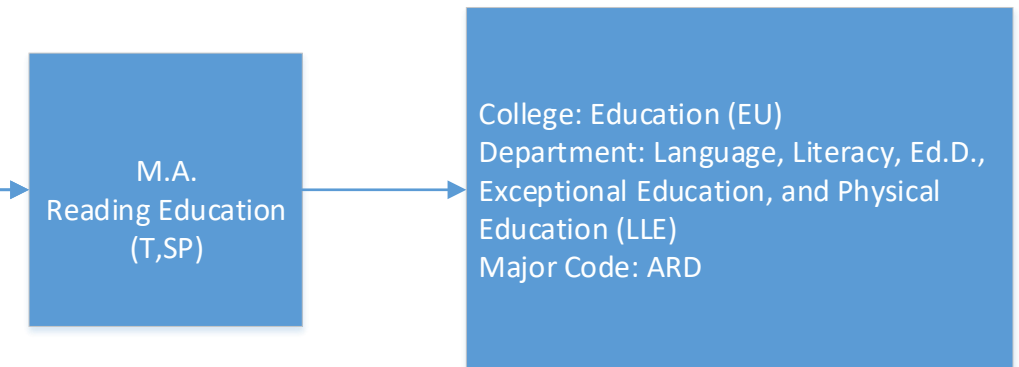 M.A.
Reading Education
(T,SP)
College: Education (EU)
Department: Language, Literacy, Ed.D.,
Exceptional Education, and Physical
Education (LLE)
Major Code: ARD